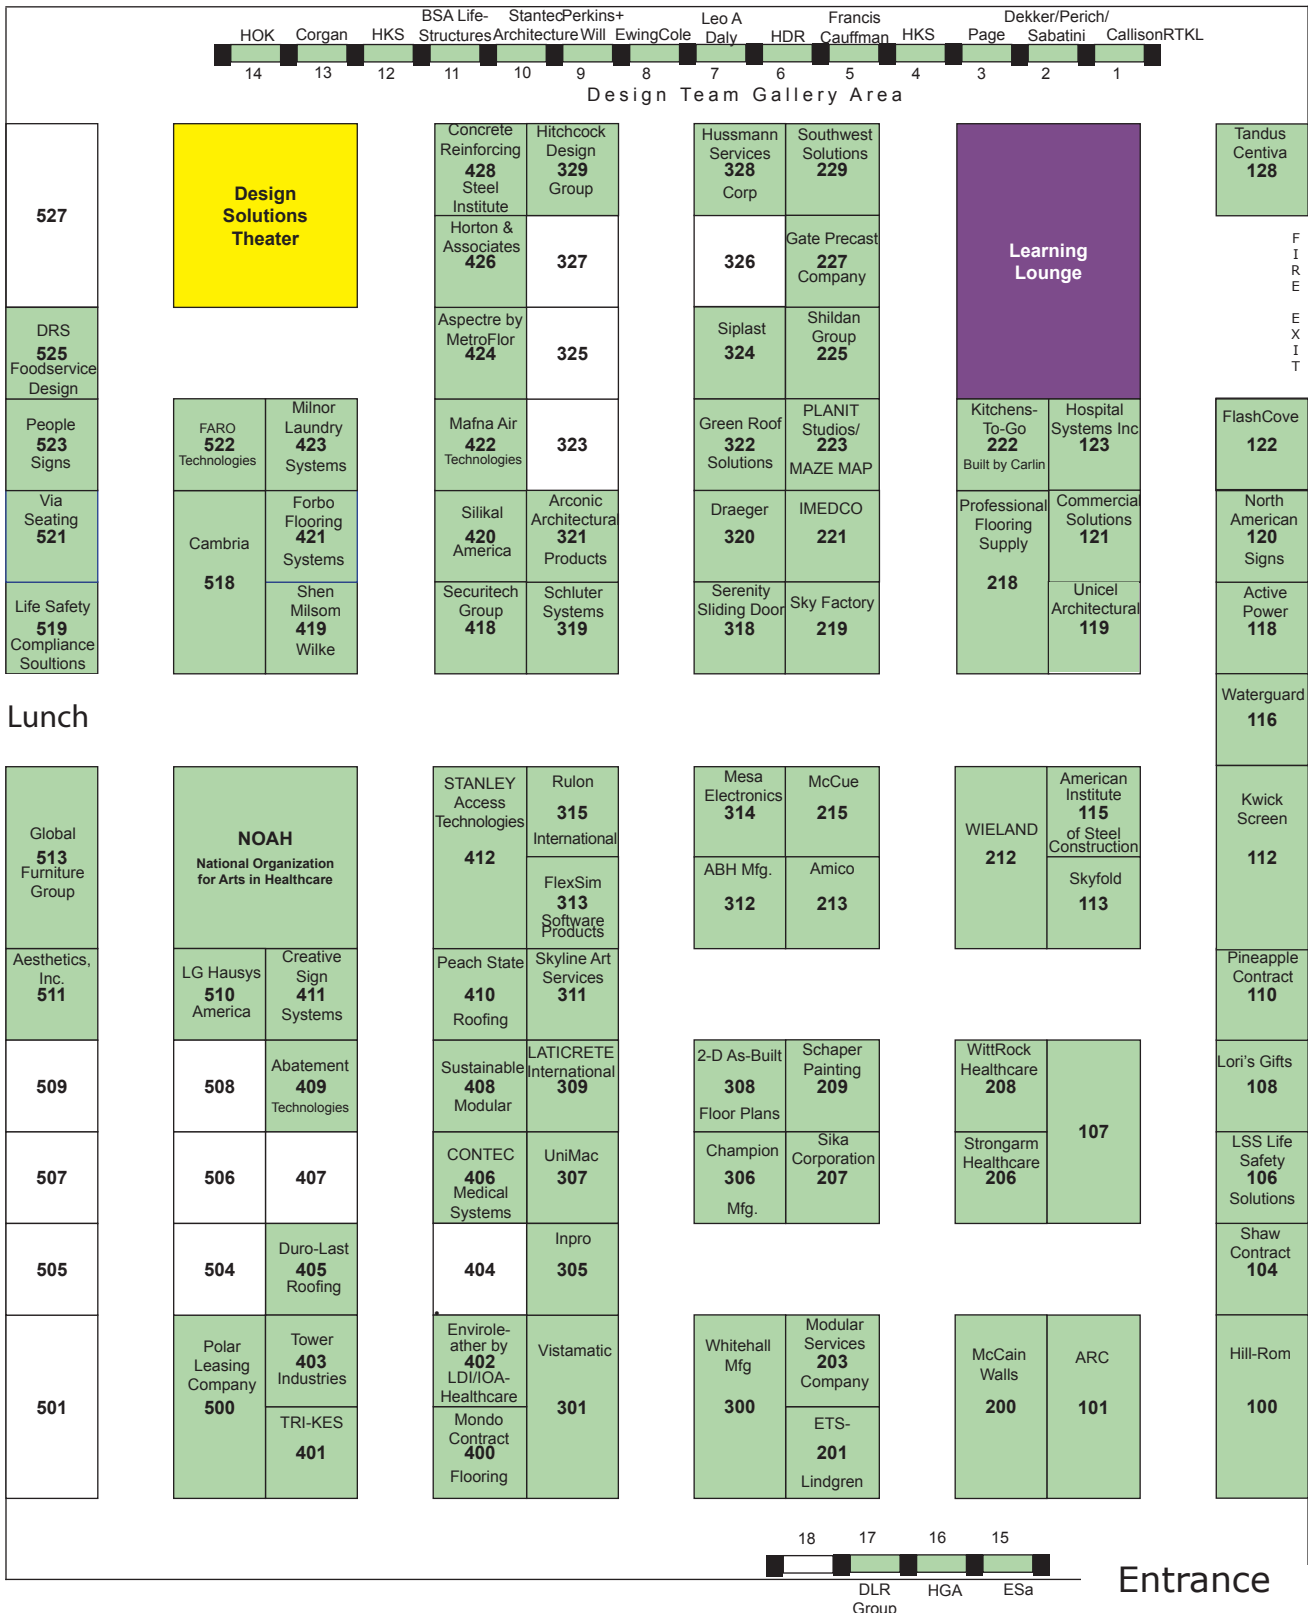 HOK
Corgan
HKS
BSA Life-
Structures
Stantec
Architecture
Perkins+
Will
EwingCole
Leo A
Daly
HDR
Francis
Cauffman
HKS
Page
Dekker/Perich/
Sabatini
CallisonRTKL
14 13 12 11 10 9 8 7 6 5 4 3 2 1
Design Team Gallery Area
527
Design
Solutions
Theater
Concrete
Reinforcing
428
Steel
Institute
Hitchcock
Design
329
Group
Hussmann
Services
328
Corp
Southwest
Solutions
229
Learning
Lounge
Tandus
Centiva
128
Horton &
Associates
426
327
326
Gate Precast
227
Company
FIRE EXIT
DRS
525
Foodservice
Design
Aspectre by
MetroFlor
424
325
Siplast
324
Shildan
Group
225
People
523
Signs
FARO
522
Technologies
Milnor
Laundry
423
Systems
Mafna Air
422
Technologies
323
Green Roof
322
Solutions
PLANIT
Studios/
223
MAZE MAP
Kitchens-
To-Go
222
Built by Carlin
Hospital
Systems Inc
123
FlashCove
122
Via
Seating
521
Cambria
518
Forbo
Flooring
421
Systems
Silikal
420
America
Arconic
Architectural
321
Products
Draeger
320
IMEDCO
221
Professional
Flooring
Supply
218
Commercial
Solutions
121
North
American
120
Signs
Life Safety
519
Compliance
Soultions
Shen
Milsom
419
Wilke
Securitech
Group
418
Schluter
Systems
319
Serenity
Sliding Door
318
Sky Factory
219
Unicel
Architectural
119
Active
Power
118
Lunch
Waterguard
116
Global
513
Furniture
Group
NOAH
National Organization
for Arts in Healthcare
STANLEY
Access
Technologies
412
Rulon
315
International
Mesa
Electronics
314
McCue
215
WIELAND
212
American
Institute
115
of Steel
Construction
Kwick
Screen
112
FlexSim
313
Software
Products
ABH Mfg.
312
Amico
213
Skyfold
113
Aesthetics,
Inc.
511
LG Hausys
510
America
Creative
Sign
411
Systems
Peach State
410
Roofing
Skyline Art
Services
311
Pineapple
Contract
110
509
508
Abatement
409
Technologies
Sustainable
408
Modular
LATICRETE
International
309
2-D As-Built
308
Floor Plans
Schaper
Painting
209
WittRock
Healthcare
208
107
Lori's Gifts
108
507
506
407
CONTEC
406
Medical
Systems
UniMac
307
Champion
306
Mfg.
Sika
Corporation
207
Strongarm
Healthcare
206
LSS Life
Safety
106
Solutions
505
504
Duro-Last
405
Roofing
404
Inpro
305
Shaw
Contract
104
501
Polar
Leasing
Company
500
Tower
403
Industries
Envirole-
ather by
402
LDI/IOA-
Healthcare
Vistamatic
301
Whitehall
Mfg
300
Modular
Services
203
Company
McCain
Walls
200
ARC
101
Hill-Rom
100
TRI-KES
401
Mondo
Contract
400
Flooring
ETS-
201
Lindgren
18 17 16 15
DLR
Group
HGA
ESa
Entrance